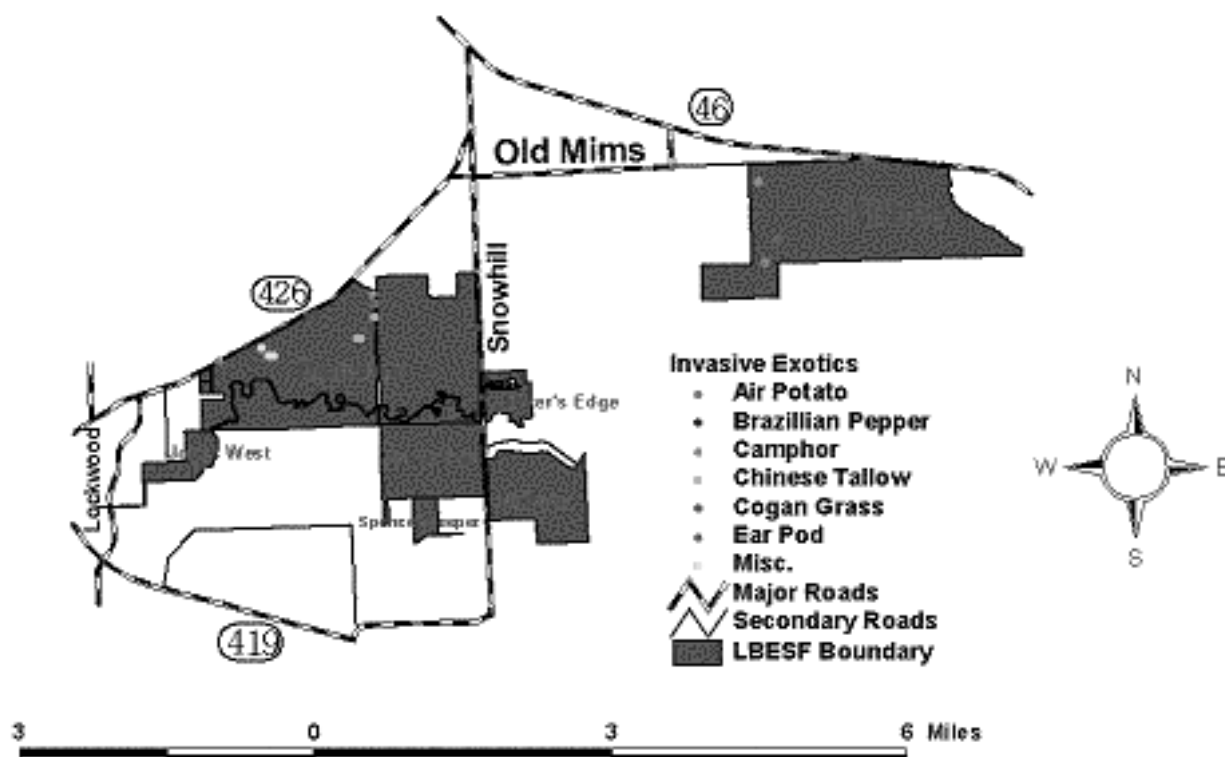 46
Old Mims
Snowhill
426
Lockwood
West
Edge
419
Invasive Exotics
Air Potato
Brazillian Pepper
Camphor
Chinese Tallow
Cogan Grass
Ear Pod
Misc.
Major Roads
Secondary Roads
LBESF Boundary
N
W E
S
3 0 3 6 Miles